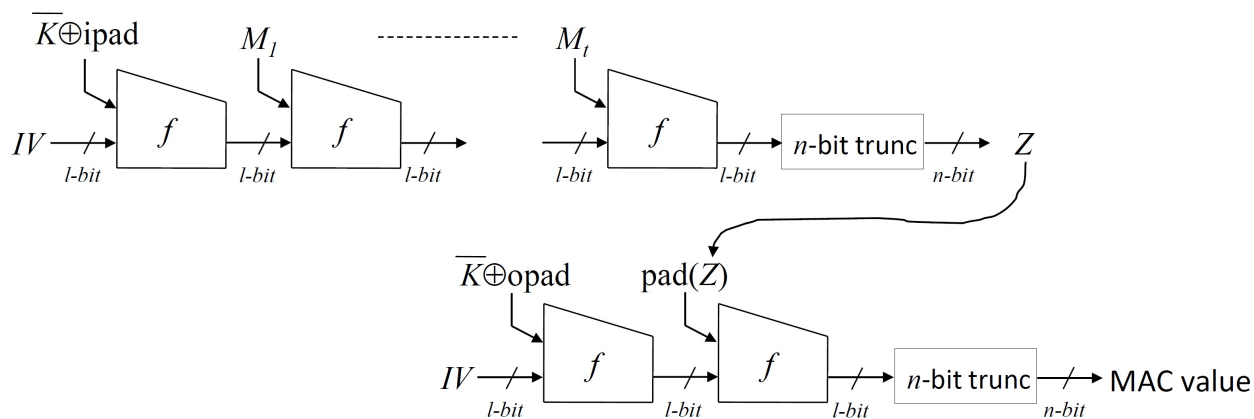 K̅⊕ipad M₁ Mₜ
f f f n-bit trunc Z
IV
l-bit l-bit l-bit l-bit l-bit n-bit
K̅⊕opad pad(Z)
f f n-bit trunc MAC value
IV
l-bit l-bit l-bit n-bit